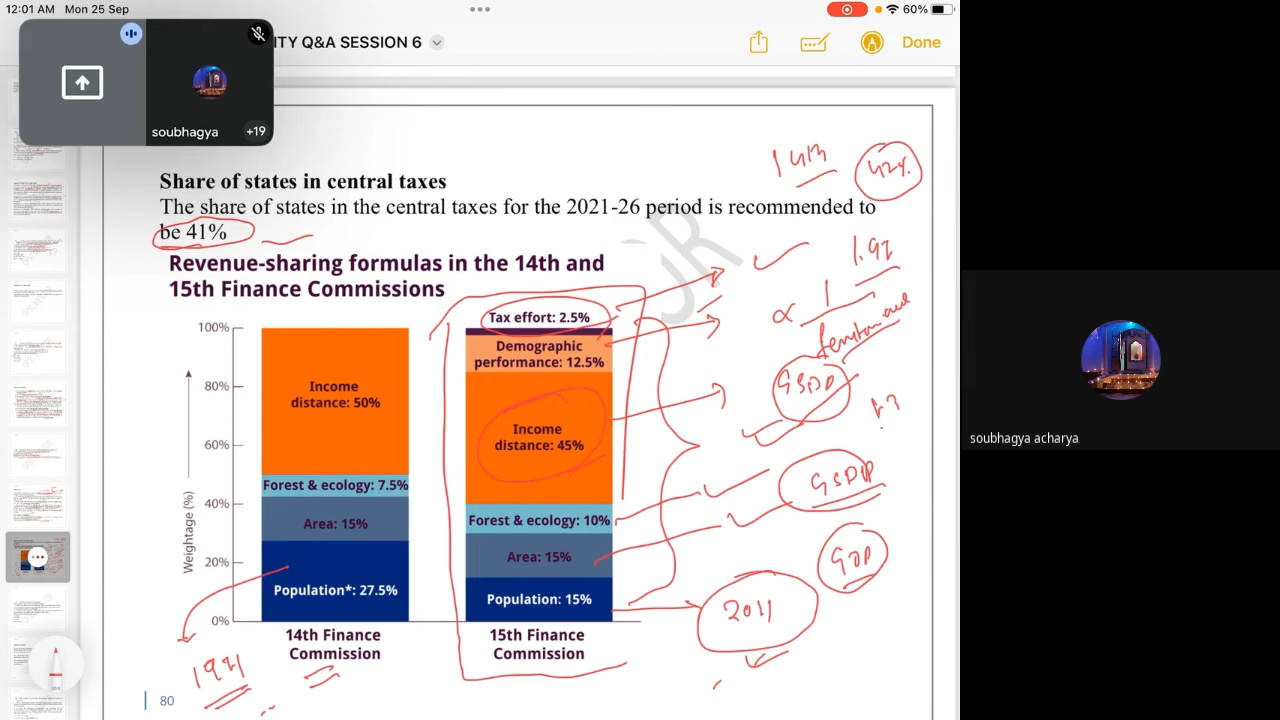 12:01 AM Mon 25 Sep
60%
ITY Q&A SESSION 6
Done
soubhagya
+19
Share of states in central taxes
The share of states in the central taxes for the 2021-26 period is recommended to
be 41%
14th
42%
Revenue-sharing formulas in the 14th and
15th Finance Commissions
100%
80%
60%
40%
20%
0%
Weightage (%)
Income
distance: 50%
Forest & ecology: 7.5%
Area: 15%
Population*: 27.5%
14th Finance
Commission
Tax effort: 2.5%
Demographic
performance: 12.5%
Income
distance: 45%
Forest & ecology: 10%
Area: 15%
Population: 15%
15th Finance
Commission
∝ 1
GSDP
GSDP
GDP
2011
1971
80
soubhagya acharya